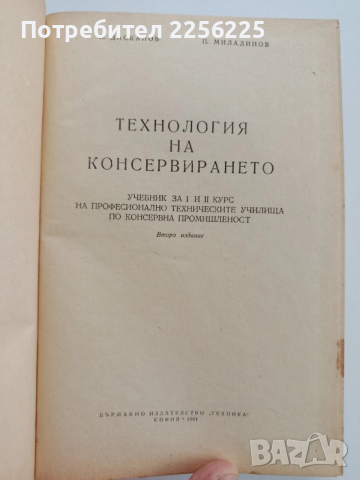 Потребител 2256225
П. МИЛАДИНОВ
ТЕХНОЛОГИЯ
НА
КОНСЕРВИРАНЕТО
УЧЕБНИК ЗА I И II КУРС
НА ПРОФЕСИОНАЛНО ТЕХНИЧЕСКИТЕ УЧИЛИЩА
ПО КОНСЕРВНА ПРОМИШЛЕНОСТ
Второ издание
ДЪРЖАВНО ИЗДАТЕЛСТВО „ТЕХНИКА“
СОФИЯ
bazar